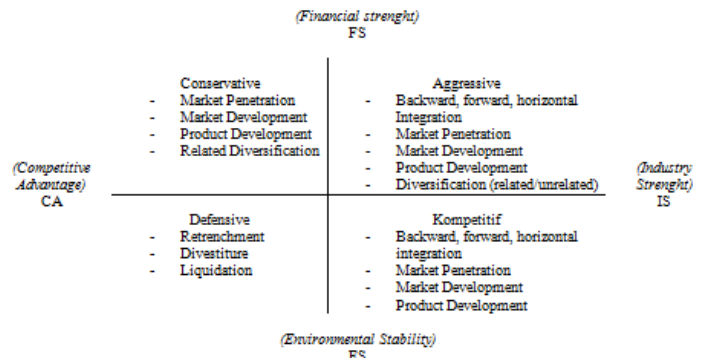 (Financial strenght)
FS
Conservative
- Market Penetration
- Market Development
- Product Development
- Related Diversification
Aggressive
- Backward, forward, horizontal
Integration
- Market Penetration
- Market Development
- Product Development
- Diversification (related/unrelated)
(Competitive
Advantage)
CA
(Industry
Strenght)
IS
Defensive
- Retrenchment
- Divestiture
- Liquidation
Kompetitif
- Backward, forward, horizontal
integration
- Market Penetration
- Market Development
- Product Development
(Environmental Stability)
ES